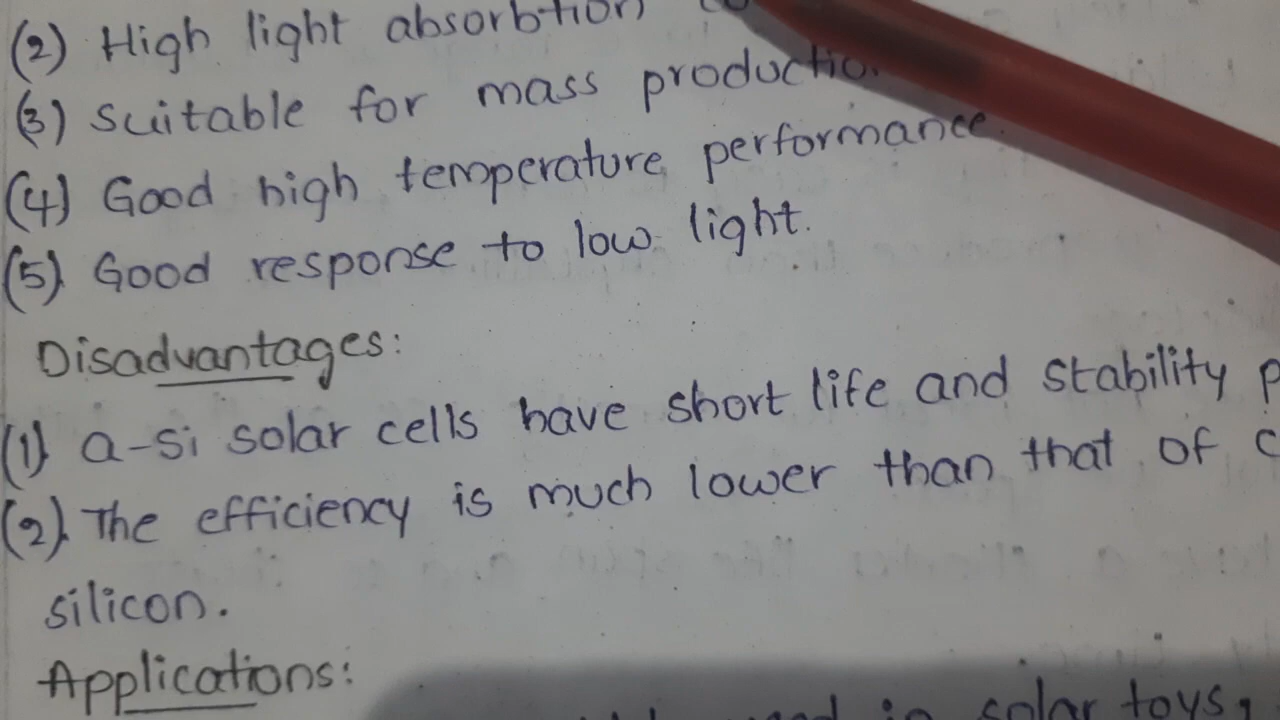 (2) High light absorbtion
(3) Suitable for mass productio
(4) Good high temperature performance.
(5) Good response to low light.
Disadvantages:
(1) a-si solar cells have short life and stability p
(2) The efficiency is much lower than that of c
silicon.
Applications:
in solar toys,